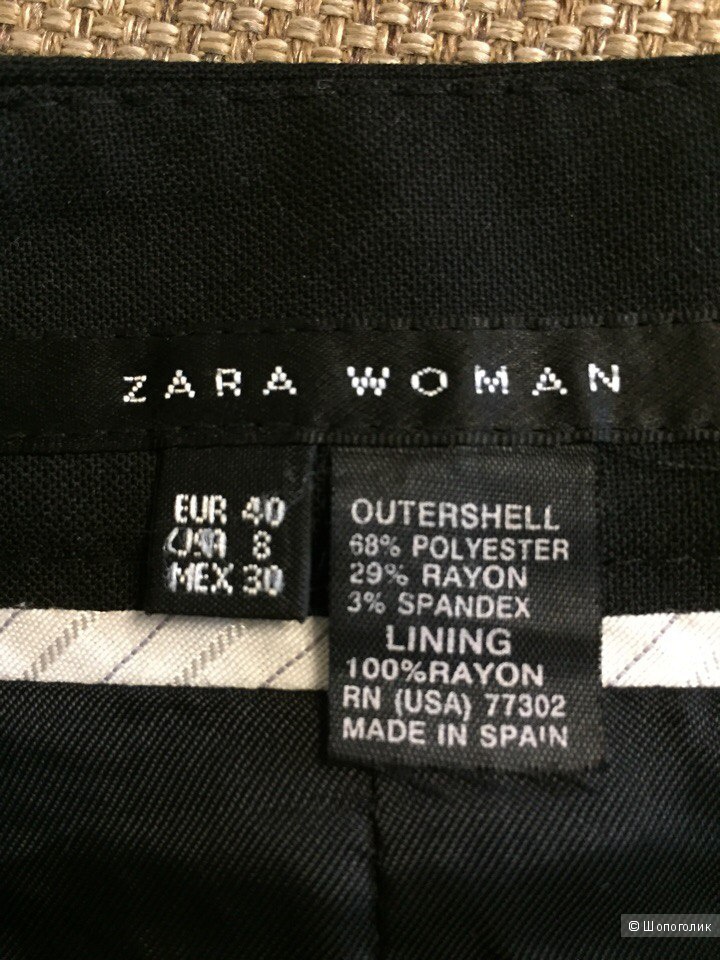 ZARA WOMAN
EUR 40
USA 8
MEX 30
OUTERSHELL
68% POLYESTER
29% RAYON
3% SPANDEX
LINING
100%RAYON
RN (USA) 77302
MADE IN SPAIN
© Шопоголик